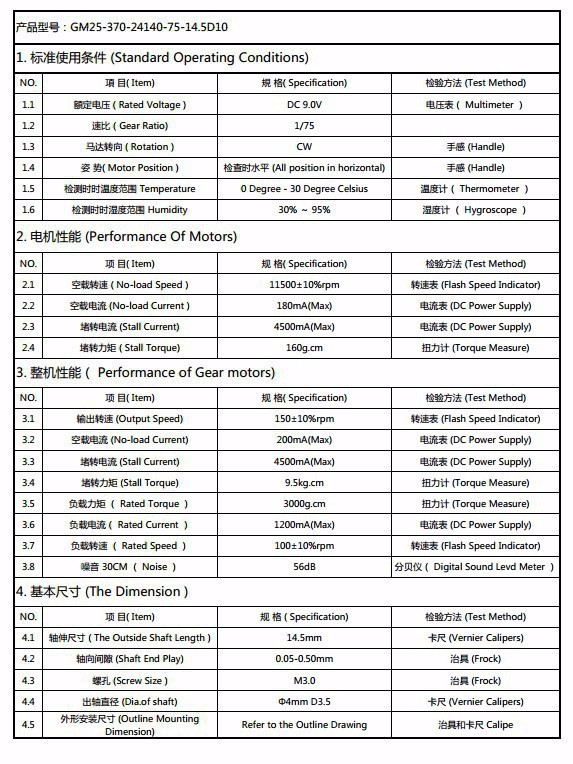 产品型号: GM25-370-24140-75-14.5D10
1. 标准使用条件 (Standard Operating Conditions)
NO. 項 目( Item) 規 格( Specification) 检验方法 (Test Method)
1.1 額定电压 ( Rated Voltage ) DC 9.0V 电压表 ( Multimeter )
1.2 速比 ( Gear Ratio) 1/75
1.3 马达转向 ( Rotation ) CW 手感 (Handle)
1.4 姿 势( Motor Position ) 检查时水平 (All position in horizontal) 手感 (Handle)
1.5 检测时时温度范围 Temperature 0 Degree - 30 Degree Celsius 温度计 ( Thermometer )
1.6 检测时时湿度范围 Humidity 30% ~ 95% 湿度计 ( Hygroscope )
2. 电机性能 (Performance Of Motors)
NO. 项 目( Item) 规 格( Specification) 检验方法 (Test Method)
2.1 空载转速 ( No-load Speed ) 11500±10%rpm 转速表 (Flash Speed Indicator)
2.2 空载电流 (No-load Current ) 180mA(Max) 电流表 (DC Power Supply)
2.3 堵转电流 (Stall Current) 4500mA(Max) 电流表 (DC Power Supply)
2.4 堵转力矩 ( Stall Torque) 160g.cm 扭力计 (Torque Measure)
3. 整机性能 ( Performance of Gear motors)
NO. 项 目( Item) 规 格( Specification) 检验方法 (Test Method)
3.1 输出转速 (Output Speed) 150±10%rpm 转速表 (Flash Speed Indicator)
3.2 空载电流 (No-load Current) 200mA(Max) 电流表 (DC Power Supply)
3.3 堵转电流 (Stall Current) 4500mA(Max) 电流表 (DC Power Supply)
3.4 堵转力矩 (Stall Torque) 9.5kg.cm 扭力计 (Torque Measure)
3.5 负载力矩 ( Rated Torque ) 3000g.cm 扭力计 (Torque Measure)
3.6 负载电流 ( Rated Current ) 1200mA(Max) 电流表 (DC Power Supply)
3.7 负载转速 ( Rated Speed ) 100±10%rpm 转速表 (Flash Speed Indicator)
3.8 噪音 30CM ( Noise ) 56dB 分贝仪 ( Digital Sound Levd Meter )
4. 基本尺寸 (The Dimension )
NO. 项 目( Item) 规 格 ( Specification) 检验方法 (Test Method)
4.1 轴伸尺寸 ( The Outside Shaft Length ) 14.5mm 卡尺 (Vernier Calipers)
4.2 轴向间隙 (Shaft End Play) 0.05-0.50mm 治具 (Frock)
4.3 螺孔 (Screw Size ) M3.0 治具 (Frock)
4.4 出轴直径 (Dia.of shaft) Φ4mm D3.5 卡尺 (Vernier Calipers)
4.5 外形安装尺寸 (Outline Mounting Dimension) Refer to the Outline Drawing 治具和卡尺 Calipe